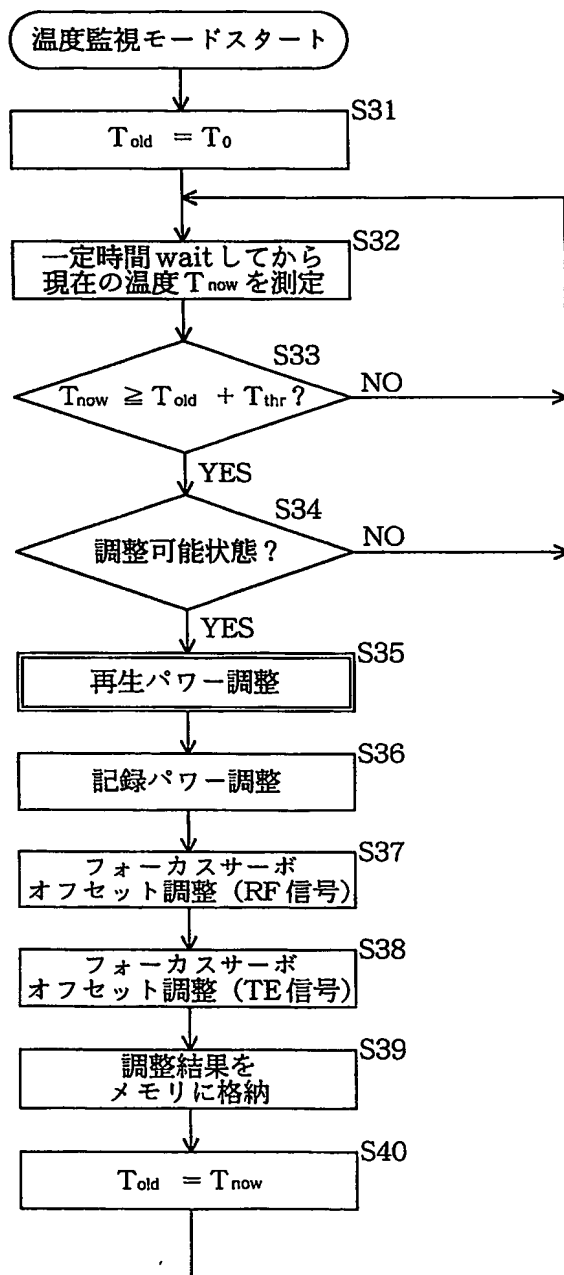 温度監視モードスタート
S31
Told = T0
S32
一定時間waitしてから
現在の温度Tnowを測定
S33
Tnow ≧ Told + Tthr?
NO
YES
S34
調整可能状態?
NO
YES
S35
再生パワー調整
S36
記録パワー調整
S37
フォーカスサーボ
オフセット調整(RF信号)
S38
フォーカスサーボ
オフセット調整(TE信号)
S39
調整結果を
メモリに格納
S40
Told = Tnow